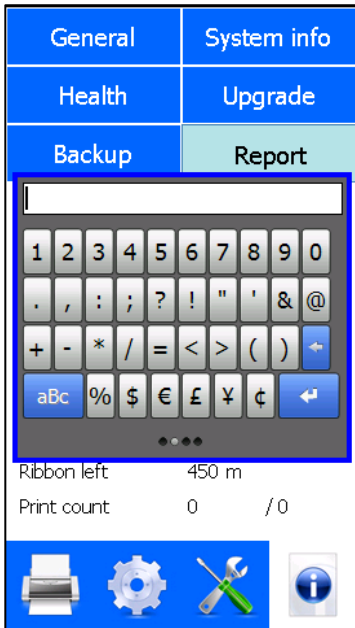 General System info
Health Upgrade
Backup Report
1 2 3 4 5 6 7 8 9 0
. , : ; ? ! " ' & @
+ - * / = < > ( )
aBc % $ € £ ¥ ¢
Ribbon left 450 m
Print count 0 / 0